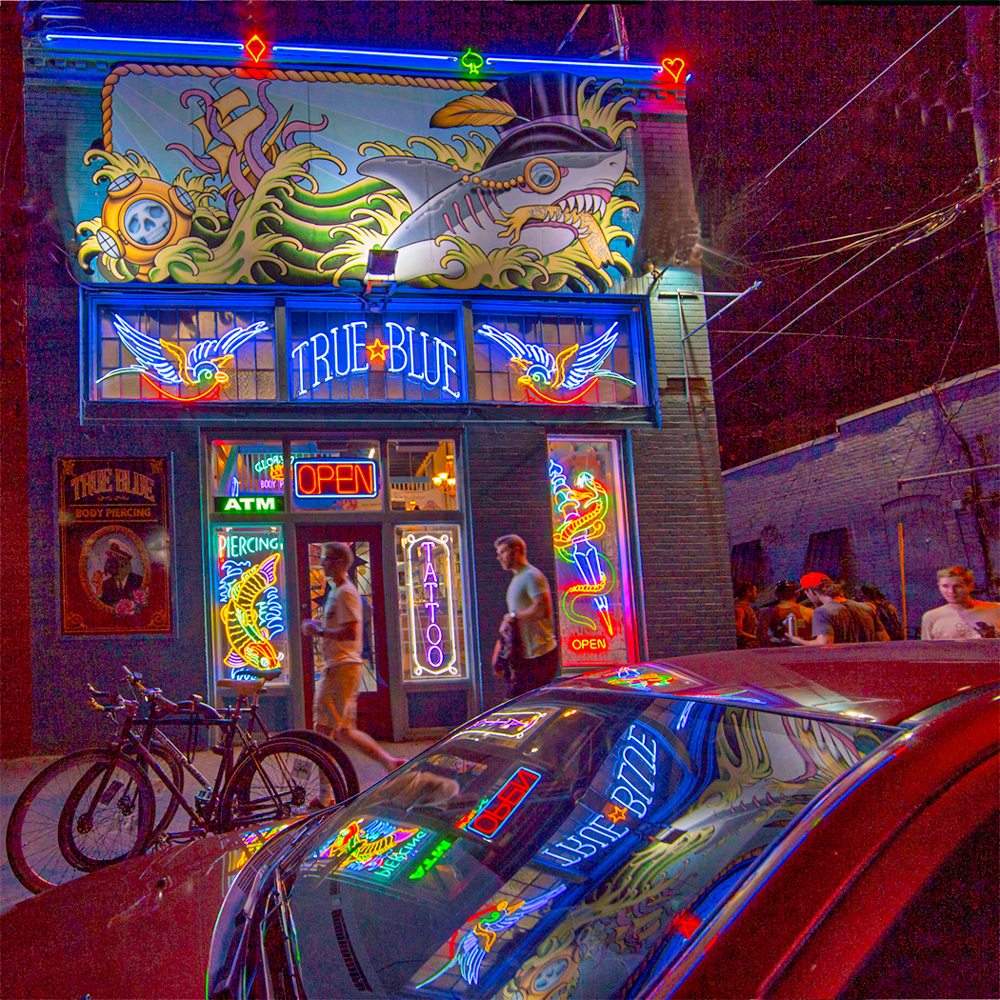 TRUE BLUE
TRUE BLUE
BODY PIERCING
OPEN
ATM
PIERCING
TATTOO
OPEN